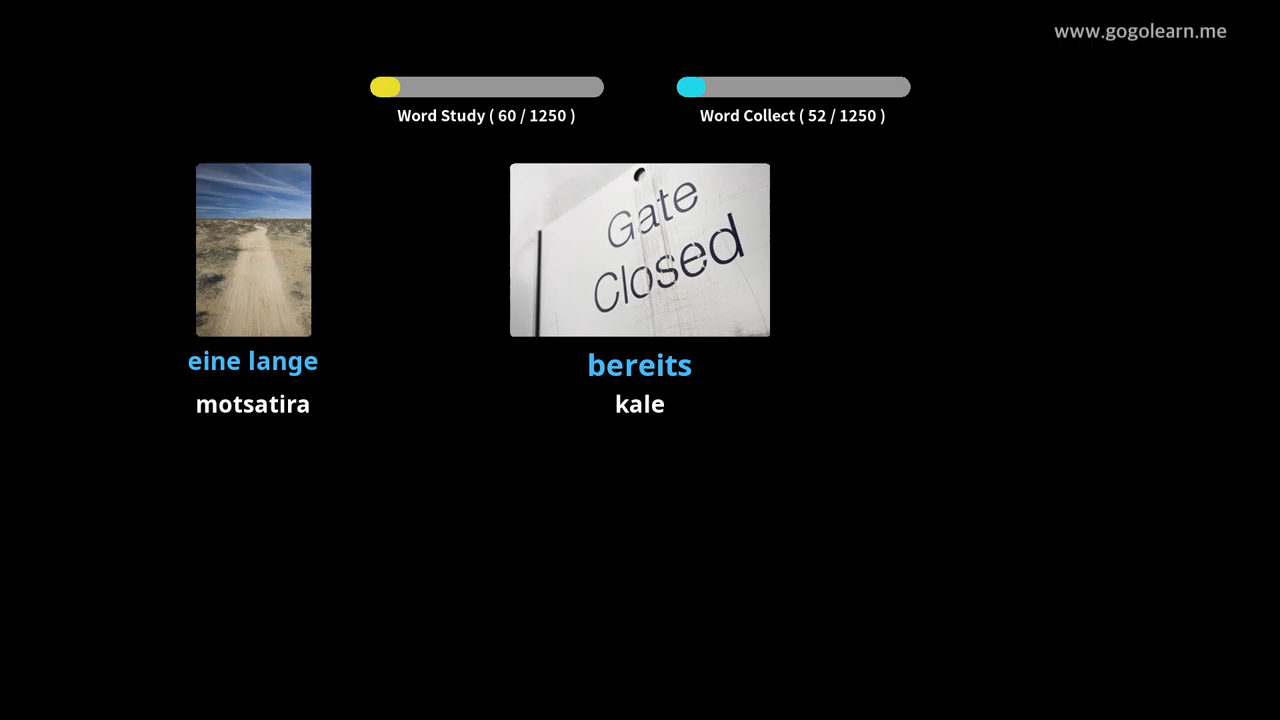 www.gogolearn.me
Word Study ( 60 / 1250 )
Word Collect ( 52 / 1250 )
Gate
Closed
eine lange
bereits
motsatira
kale